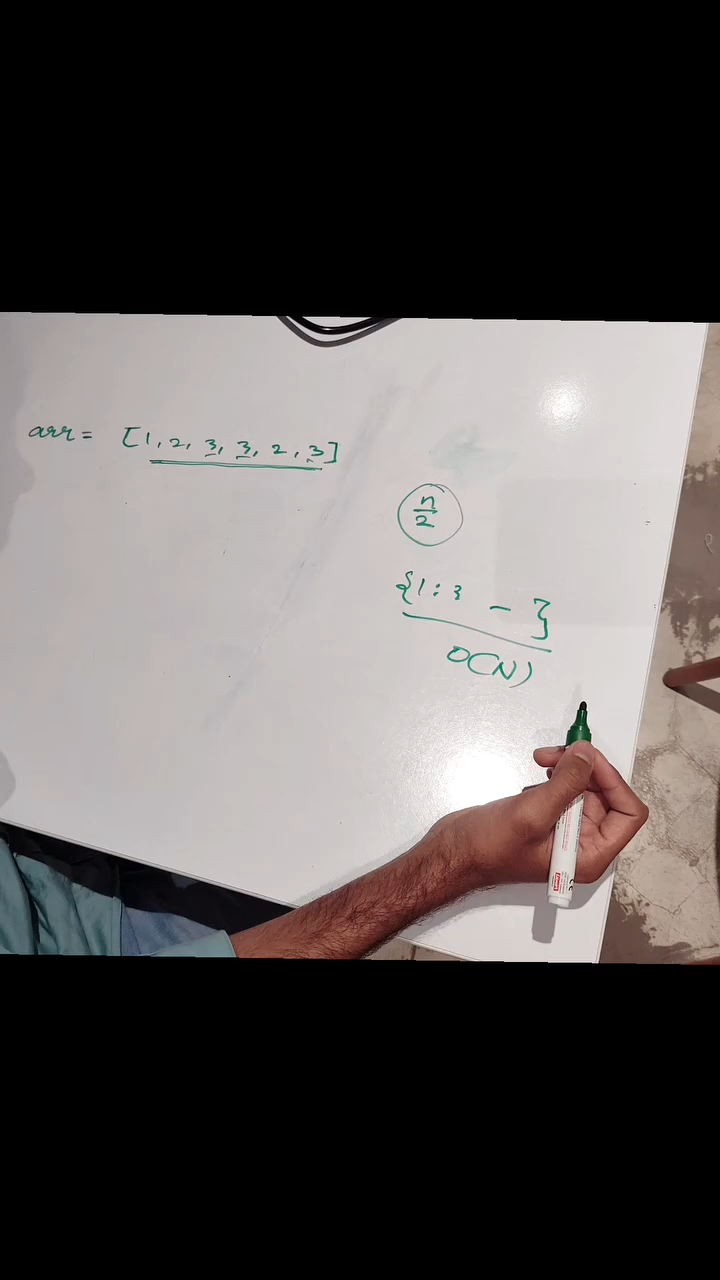 arr = [1, 2, 3, 3, 2, 3]
n
2
{1: 3 - }
O(N)